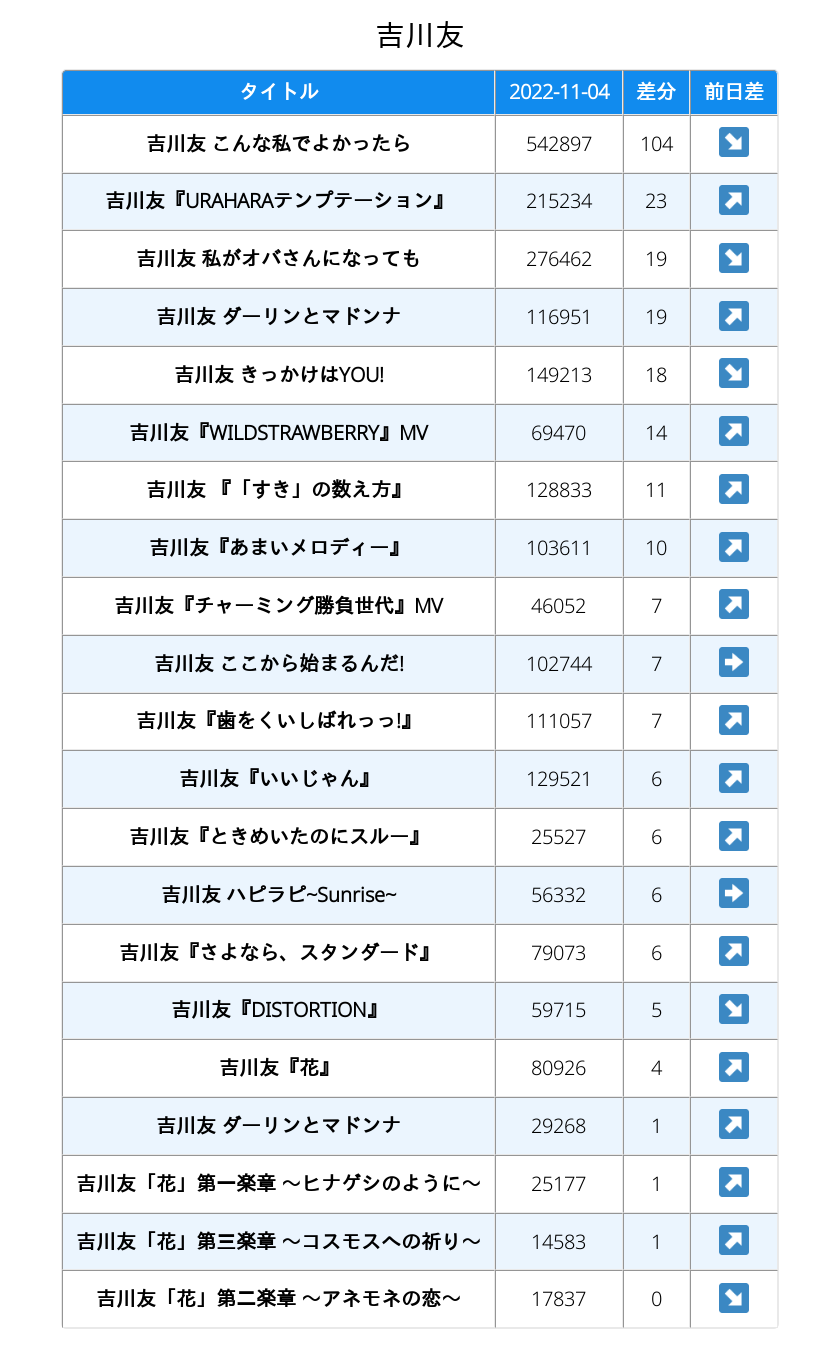 吉川友
タイトル 2022-11-04 差分 前日差
吉川友 こんな私でよかったら 542897 104 ↘
吉川友『URAHARAテンプテーション』 215234 23 ↗
吉川友 私がオバさんになっても 276462 19 ↘
吉川友 ダーリンとマドンナ 116951 19 ↗
吉川友 きっかけはYOU! 149213 18 ↘
吉川友『WILDSTRAWBERRY』MV 69470 14 ↗
吉川友 『「すき」の数え方』 128833 11 ↗
吉川友『あまいメロディー』 103611 10 ↗
吉川友『チャーミング勝負世代』MV 46052 7 ↗
吉川友 ここから始まるんだ! 102744 7 ➡
吉川友『歯をくいしばれっっ!』 111057 7 ↗
吉川友『いいじゃん』 129521 6 ↗
吉川友『ときめいたのにスルー』 25527 6 ↗
吉川友 ハピラピ~Sunrise~ 56332 6 ➡
吉川友『さよなら、スタンダード』 79073 6 ↗
吉川友『DISTORTION』 59715 5 ↘
吉川友『花』 80926 4 ↗
吉川友 ダーリンとマドンナ 29268 1 ↗
吉川友「花」第一楽章 〜ヒナゲシのように〜 25177 1 ↗
吉川友「花」第三楽章 〜コスモスへの祈り〜 14583 1 ↗
吉川友「花」第二楽章 〜アネモネの恋〜 17837 0 ↘